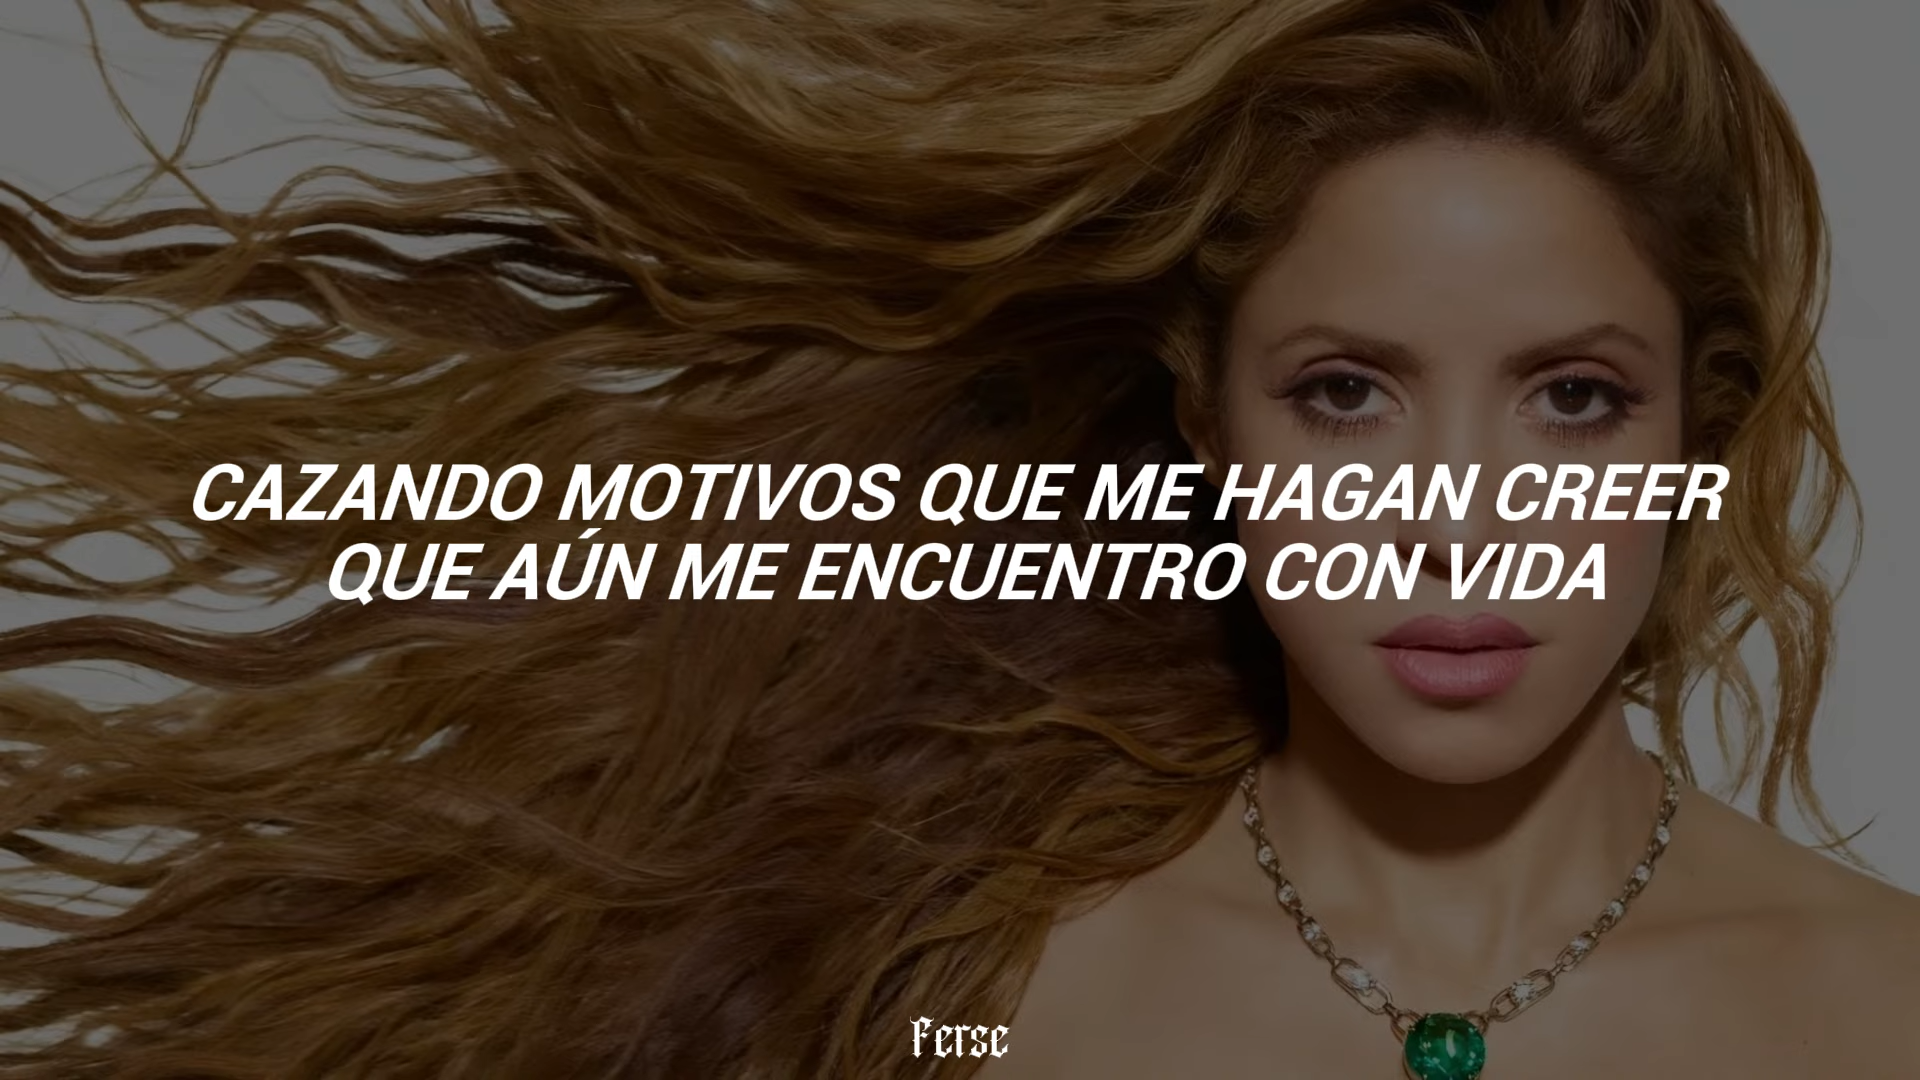 CAZANDO MOTIVOS QUE ME HAGAN CREER
QUE AÚN ME ENCUENTRO CON VIDA
Ferse